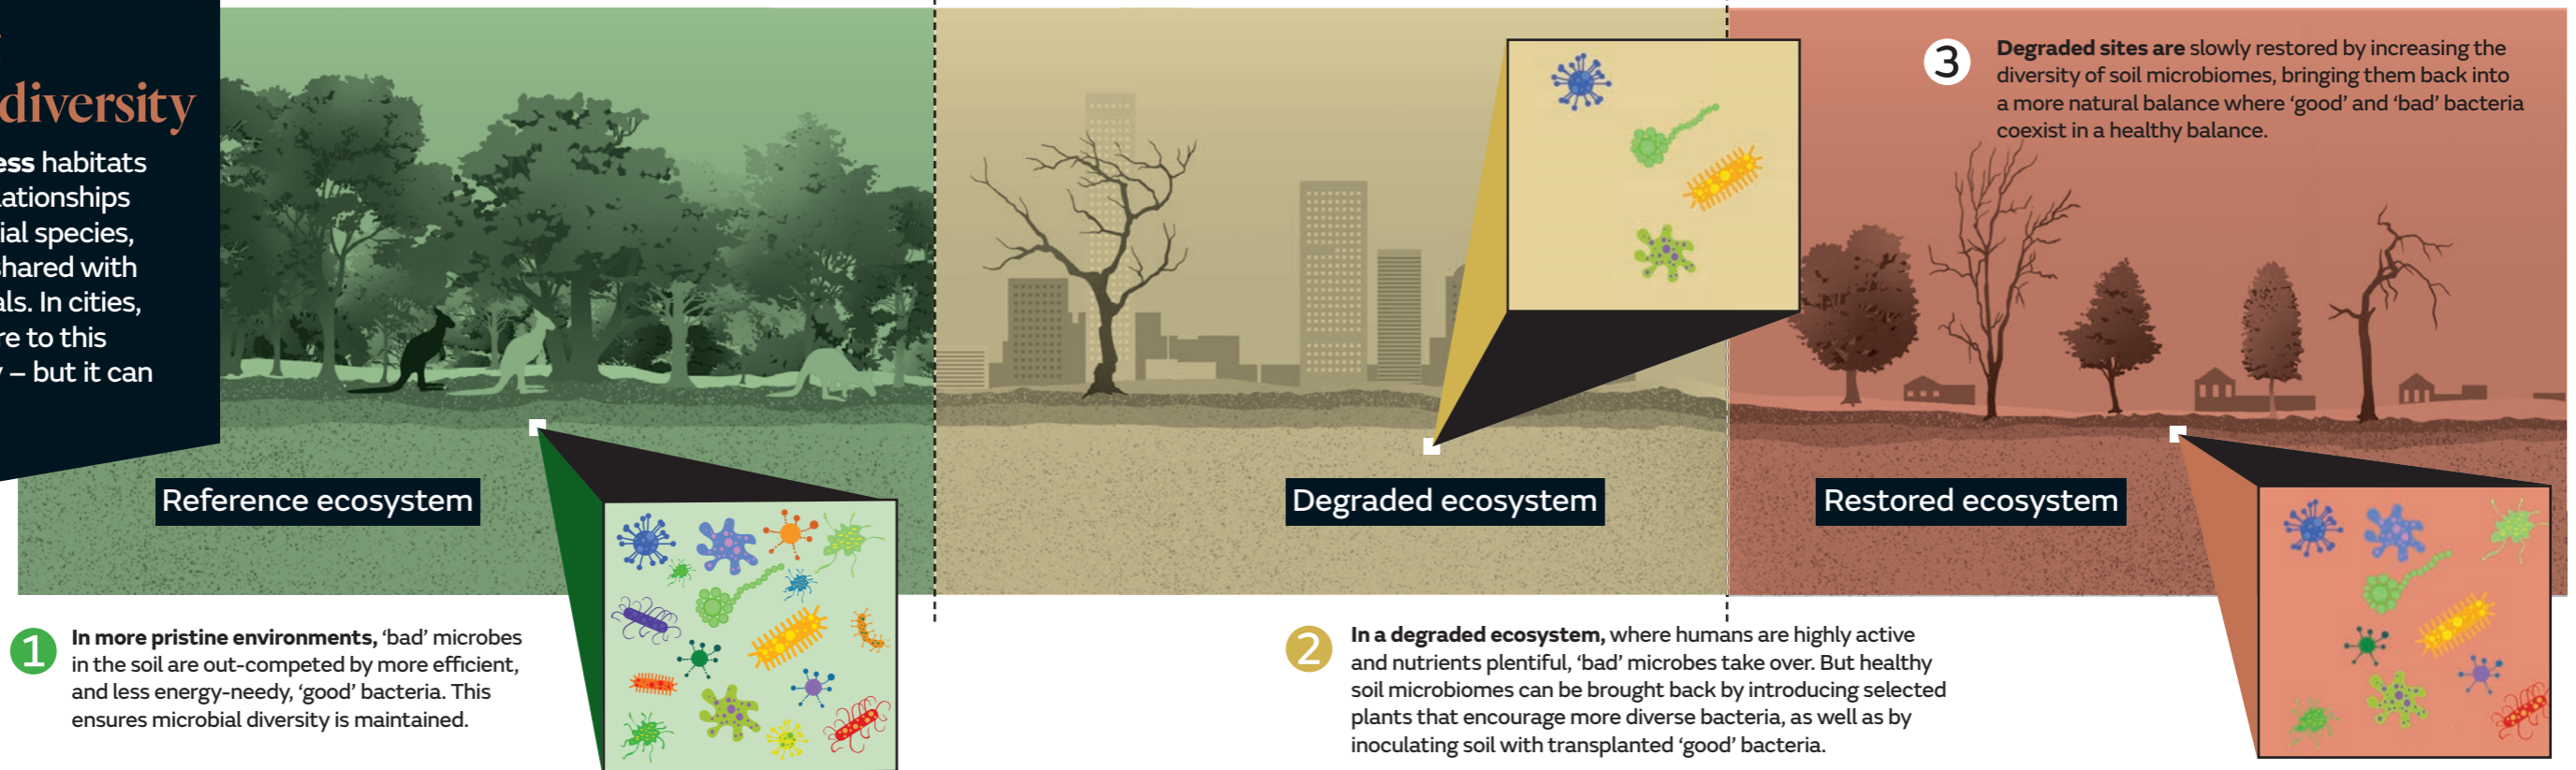 diversity
habitats
species,
shared with
In cities,
to this
– but it can
Reference ecosystem
Degraded ecosystem
Restored ecosystem
1
In more pristine environments, ‘bad’ microbes
in the soil are out-competed by more efficient,
and less energy-needy, ‘good’ bacteria. This
ensures microbial diversity is maintained.
2
In a degraded ecosystem, where humans are highly active
and nutrients plentiful, ‘bad’ microbes take over. But healthy
soil microbiomes can be brought back by introducing selected
plants that encourage more diverse bacteria, as well as by
inoculating soil with transplanted ‘good’ bacteria.
3
Degraded sites are slowly restored by increasing the
diversity of soil microbiomes, bringing them back into
a more natural balance where ‘good’ and ‘bad’ bacteria
coexist in a healthy balance.